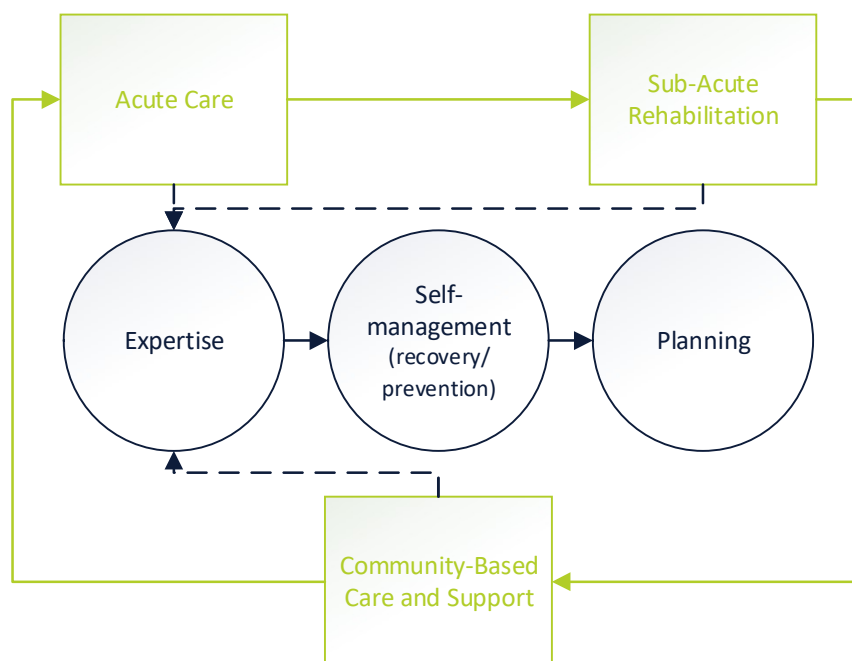 Acute Care
Sub-Acute
Rehabilitation
Expertise
Self-
management
(recovery/
prevention)
Planning
Community-Based
Care and Support